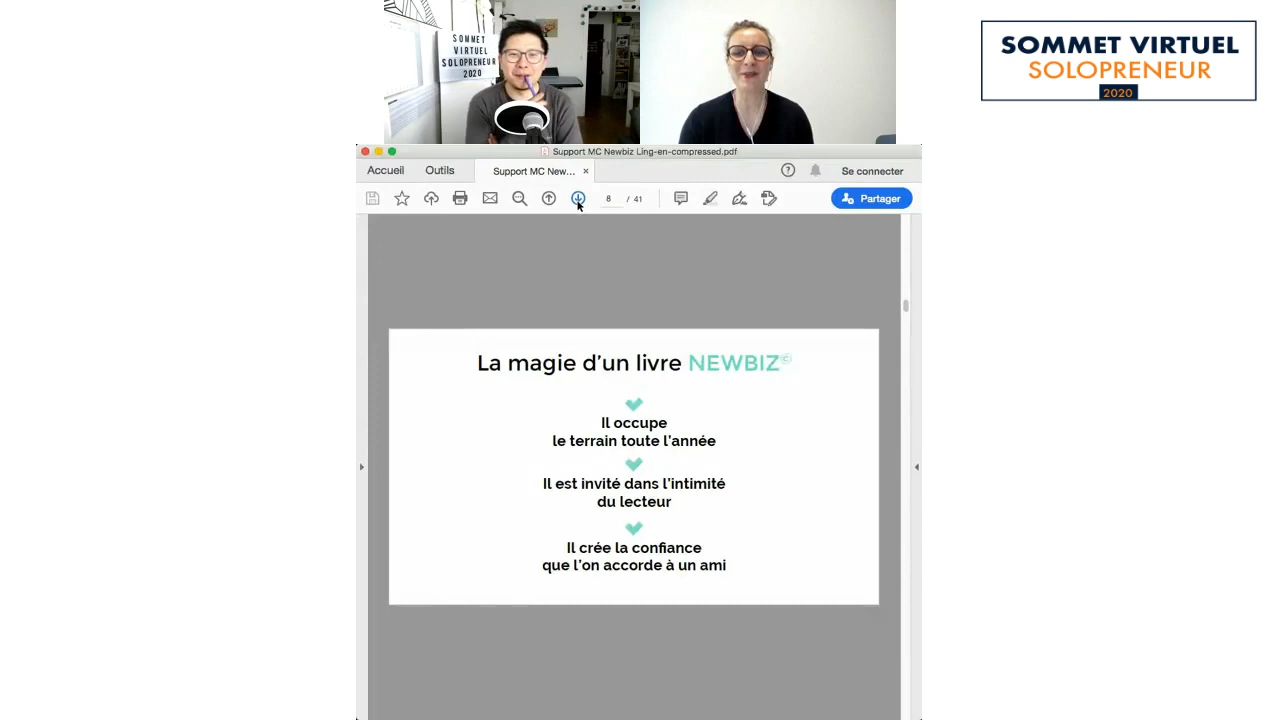 SOMMET
VIRTUEL
SOLOPRENEUR
2020
SOMMET VIRTUEL
SOLOPRENEUR
2020
Support MC Newbiz Ling-en-compressed.pdf
Accueil
Outils
Support MC New... ×
?
Se connecter
8 / 41
Partager
La magie d'un livre NEWBIZ©
Il occupe
le terrain toute l'année
Il est invité dans l'intimité
du lecteur
Il crée la confiance
que l'on accorde à un ami